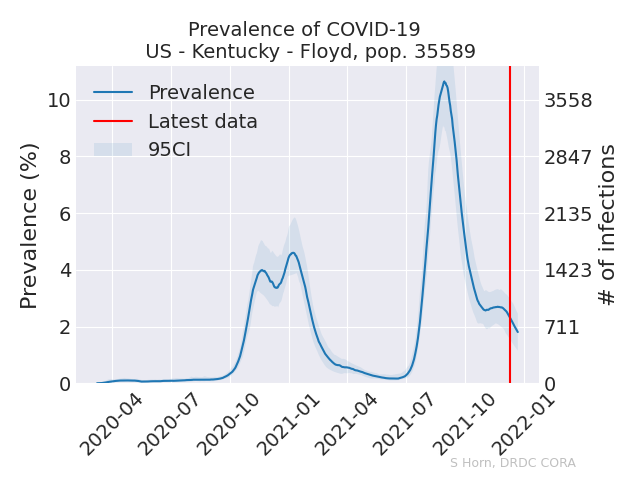 Prevalence of COVID-19
US - Kentucky - Floyd, pop. 35589
Prevalence
Latest data
95CI
Prevalence (%)
10
8
6
4
2
0
3558
2847
2135
1423
711
0
# of infections
2020-04
2020-07
2020-10
2021-01
2021-04
2021-07
2021-10
2022-01
S Horn, DRDC CORA